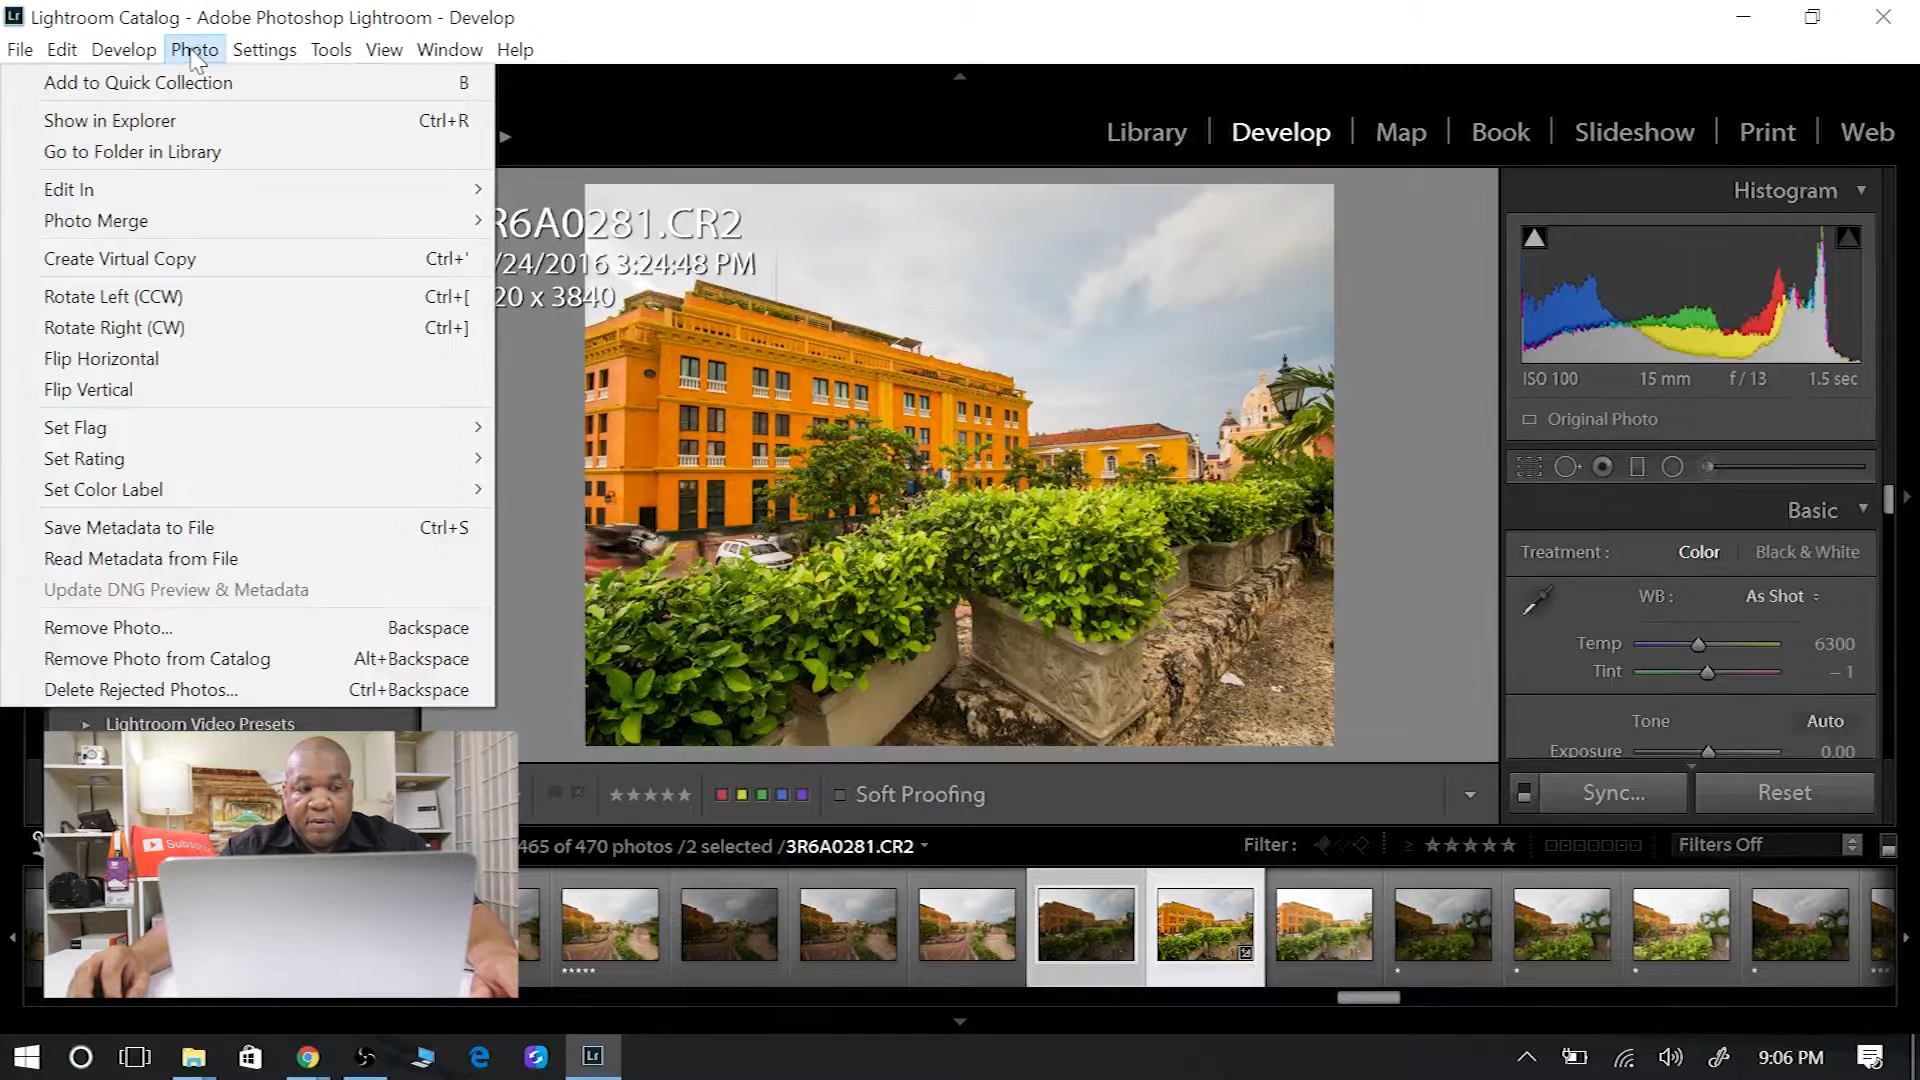 Lr Lightroom Catalog - Adobe Photoshop Lightroom - Develop
File Edit Develop Photo Settings Tools View Window Help
Add to Quick Collection B
Show in Explorer Ctrl+R
Go to Folder in Library
Edit In
Photo Merge
Create Virtual Copy Ctrl+'
Rotate Left (CCW) Ctrl+[
Rotate Right (CW) Ctrl+]
Flip Horizontal
Flip Vertical
Set Flag
Set Rating
Set Color Label
Save Metadata to File Ctrl+S
Read Metadata from File
Update DNG Preview & Metadata
Remove Photo... Backspace
Remove Photo from Catalog Alt+Backspace
Delete Rejected Photos... Ctrl+Backspace
Lightroom Video Presets
Library | Develop | Map | Book | Slideshow | Print | Web
R6A0281.CR2
/24/2016 3:24:48 PM
20 x 3840
Histogram
ISO 100 15 mm f / 13 1.5 sec
Original Photo
Basic
Treatment : Color Black & White
WB : As Shot
Temp 6300
Tint – 1
Tone Auto
Exposure 0.00
Sync... Reset
Soft Proofing
Subscribe
465 of 470 photos / 2 selected / 3R6A0281.CR2
Filter : Filters Off
Lr
9:06 PM